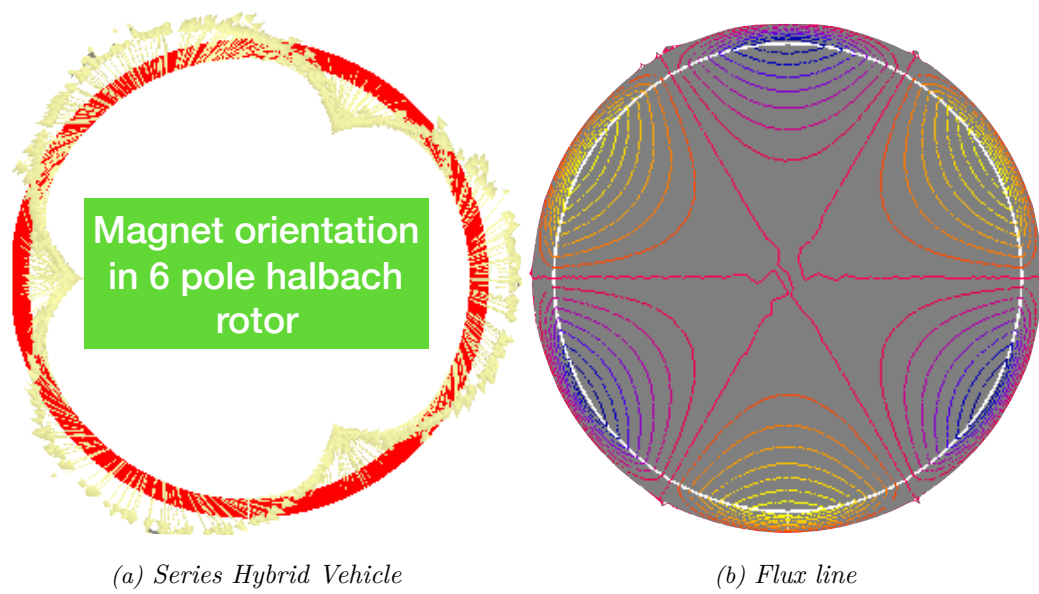 Magnet orientation
in 6 pole halbach
rotor
(a) Series Hybrid Vehicle
(b) Flux line